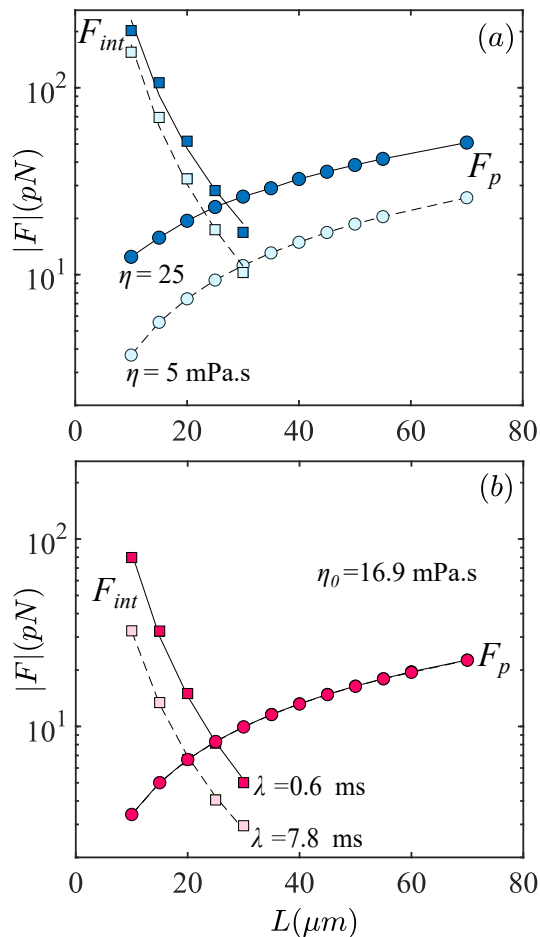 F_int
(a)
10^2
|F|(pN)
F_p
10^1
η = 25
η = 5 mPa.s
0 20 40 60 80
(b)
10^2
η_0 =16.9 mPa.s
F_int
|F|(pN)
F_p
10^1
λ =0.6 ms
λ =7.8 ms
0 20 40 60 80
L(μm)